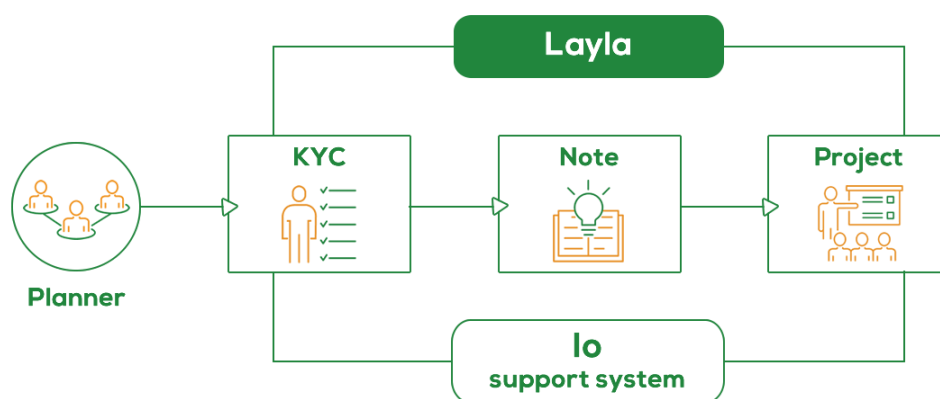 Layla
KYC
Note
Project
Planner
Io
support system